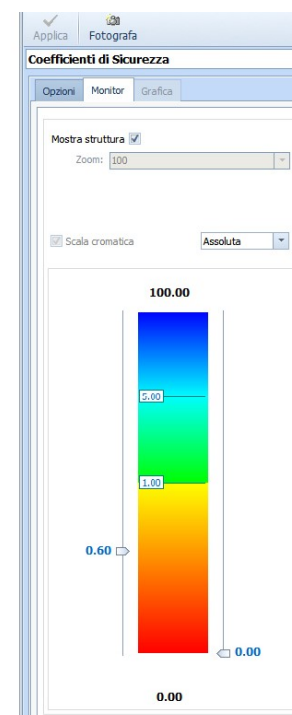 Applica Fotografa
Coefficienti di Sicurezza
Opzioni Monitor Grafica
Mostra struttura
Zoom: 100
Scala cromatica Assoluta
100.00
5.00
1.00
0.60
0.00
0.00